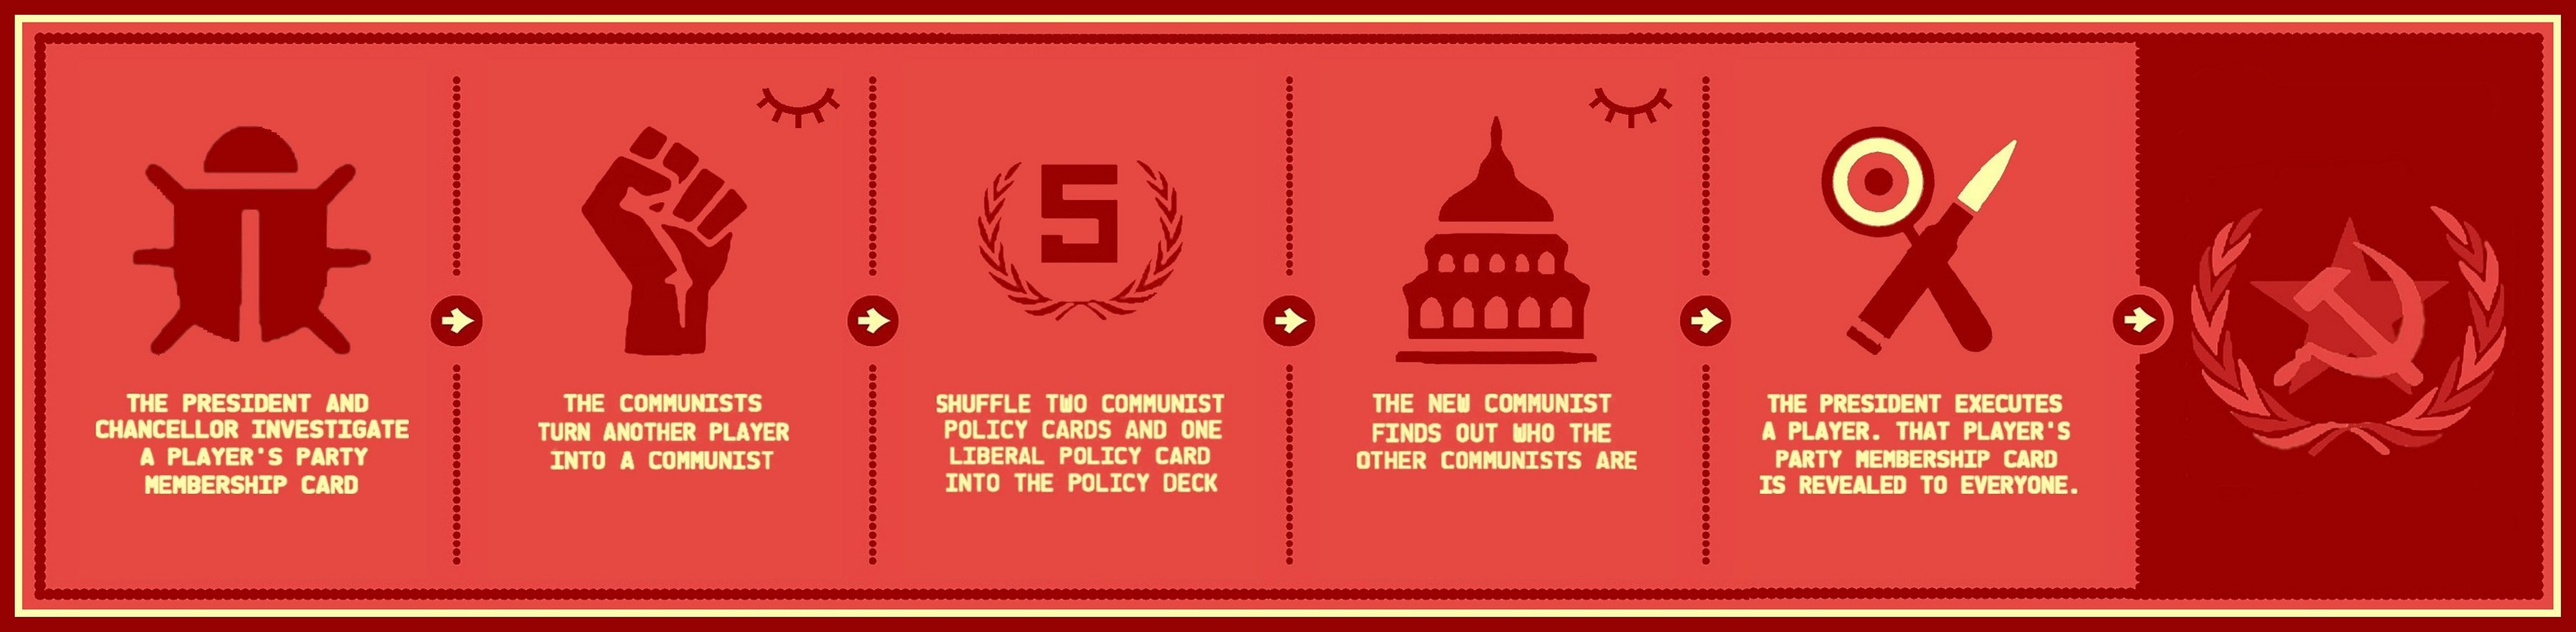 THE PRESIDENT AND
CHANCELLOR INVESTIGATE
A PLAYER'S PARTY
MEMBERSHIP CARD
THE COMMUNISTS
TURN ANOTHER PLAYER
INTO A COMMUNIST
5
SHUFFLE TWO COMMUNIST
POLICY CARDS AND ONE
LIBERAL POLICY CARD
INTO THE POLICY DECK
THE NEW COMMUNIST
FINDS OUT WHO THE
OTHER COMMUNISTS ARE
THE PRESIDENT EXECUTES
A PLAYER. THAT PLAYER'S
PARTY MEMBERSHIP CARD
IS REVEALED TO EVERYONE.